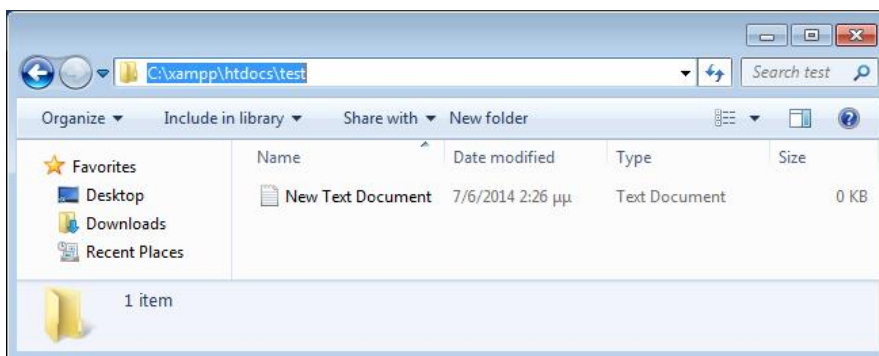 C:\xampp\htdocs\test Search test
Organize Include in library Share with New folder
Favorites Name Date modified Type Size
Desktop New Text Document 7/6/2014 2:26 μμ Text Document 0 KB
Downloads
Recent Places
1 item